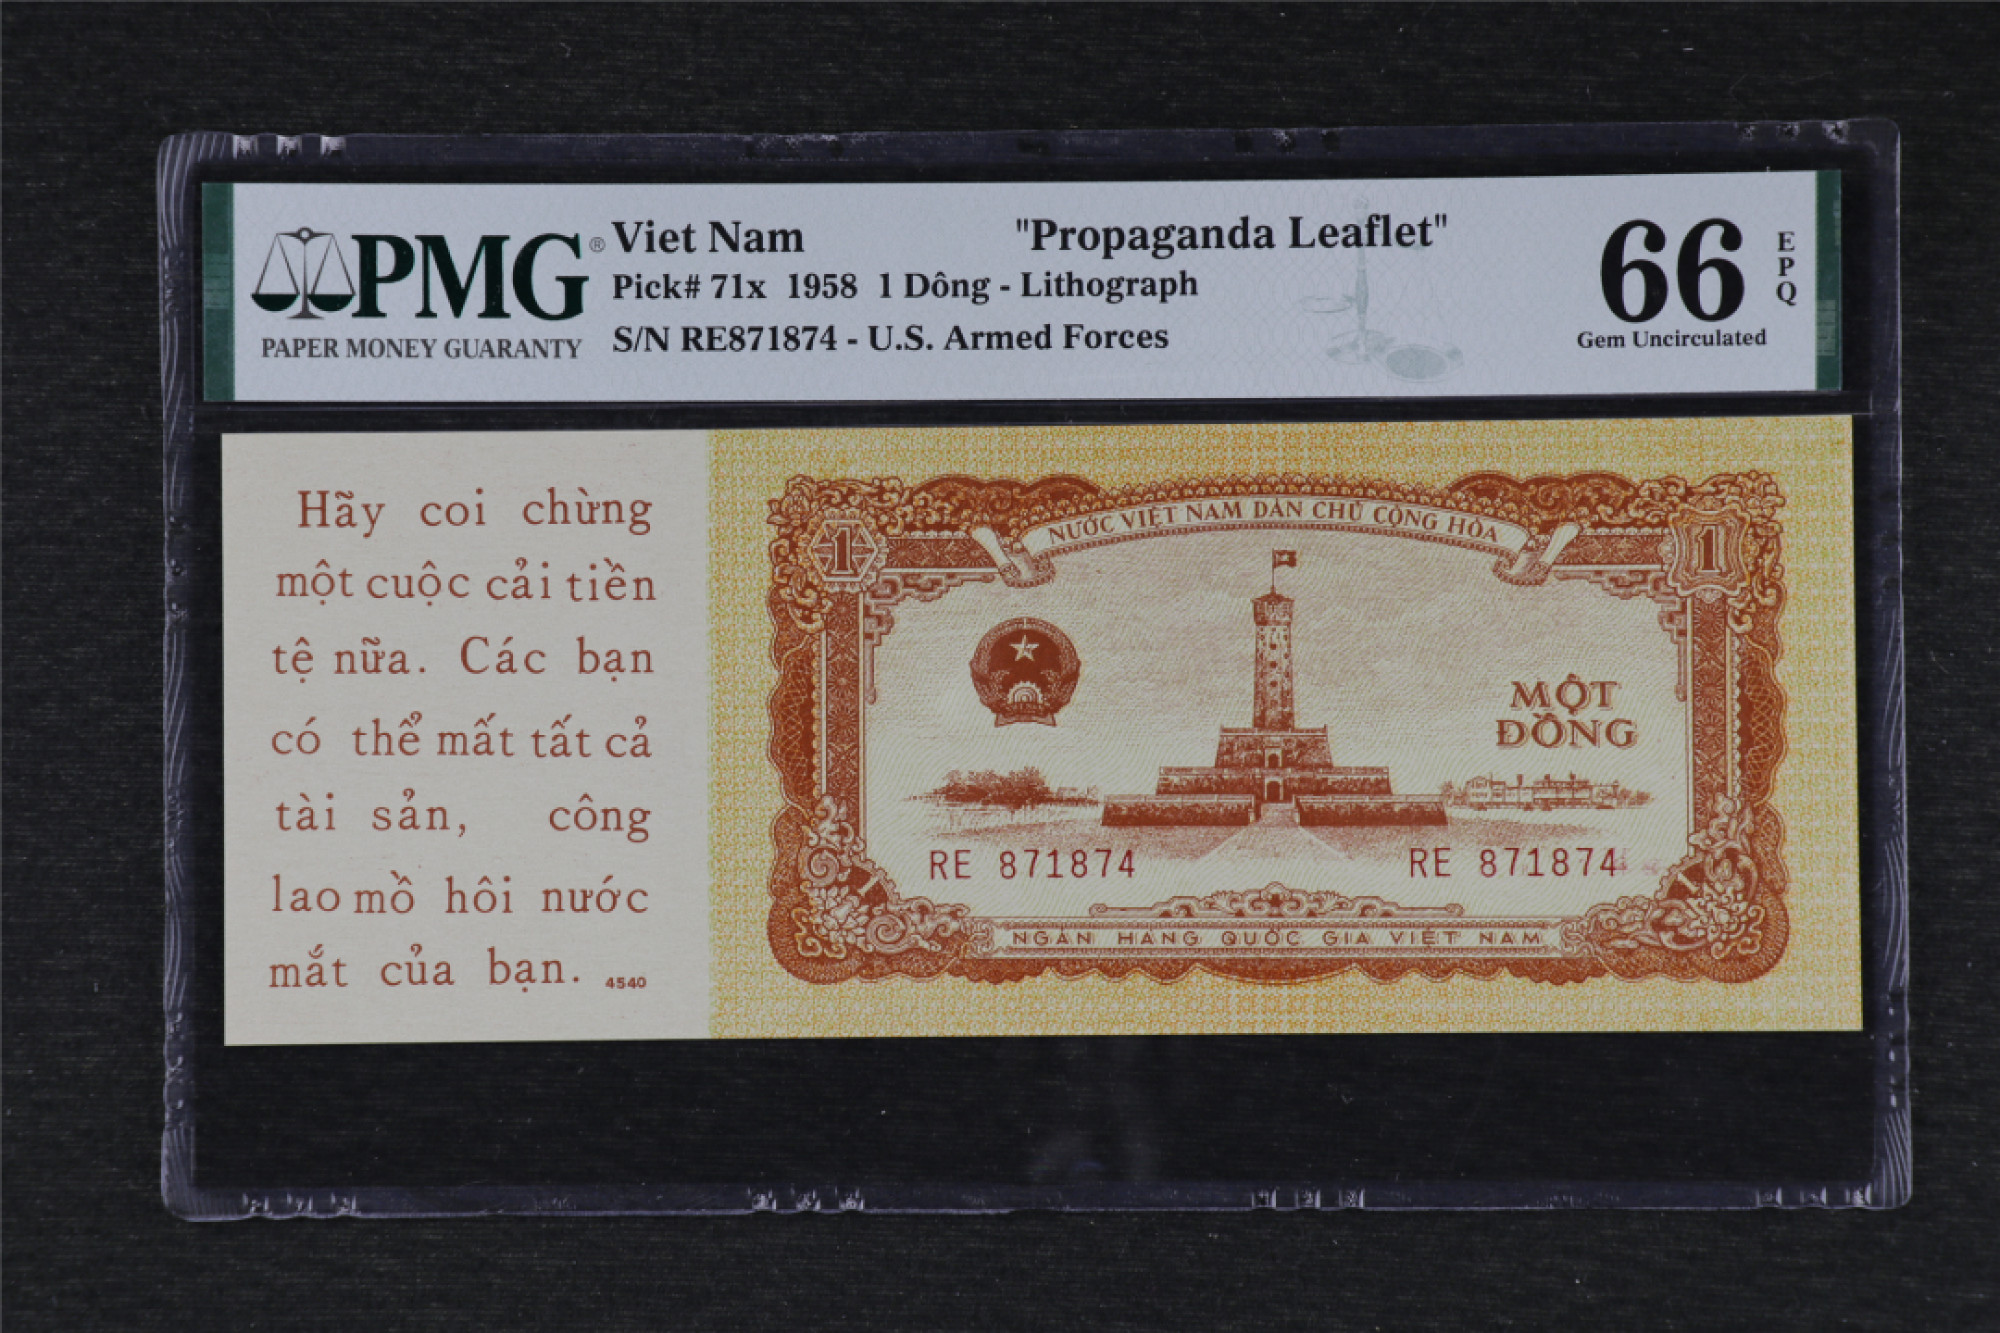 PMG®
PAPER MONEY GUARANTY
Viet Nam "Propaganda Leaflet"
Pick# 71x 1958 1 Dông - Lithograph
S/N RE871874 - U.S. Armed Forces
66 EPQ
Gem Uncirculated
Hãy coi chừng
một cuộc cải tiền
tệ nữa. Các bạn
có thể mất tất cả
tài sản, công
lao mồ hôi nước
mắt của bạn. 4540
NƯỚC VIỆT NAM DÂN CHỦ CỘNG HÒA
1 1
MỘT
ĐỒNG
RE 871874 RE 871874
1 1
NGÂN HÀNG QUỐC GIA VIỆT NAM